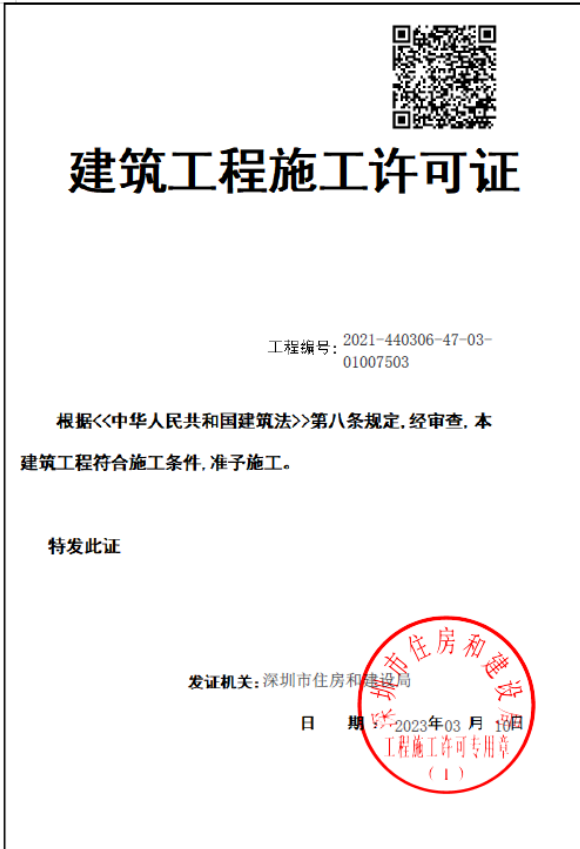 建筑工程施工许可证
工程编号: 2021-440306-47-03-
01007503
根据<<中华人民共和国建筑法>>第八条规定,经审查,本
建筑工程符合施工条件,准予施工。
特发此证
发证机关:深圳市住房和建设局
日 期: 2023年03月10日
深圳市住房和建设局
工程施工许可专用章
(1)